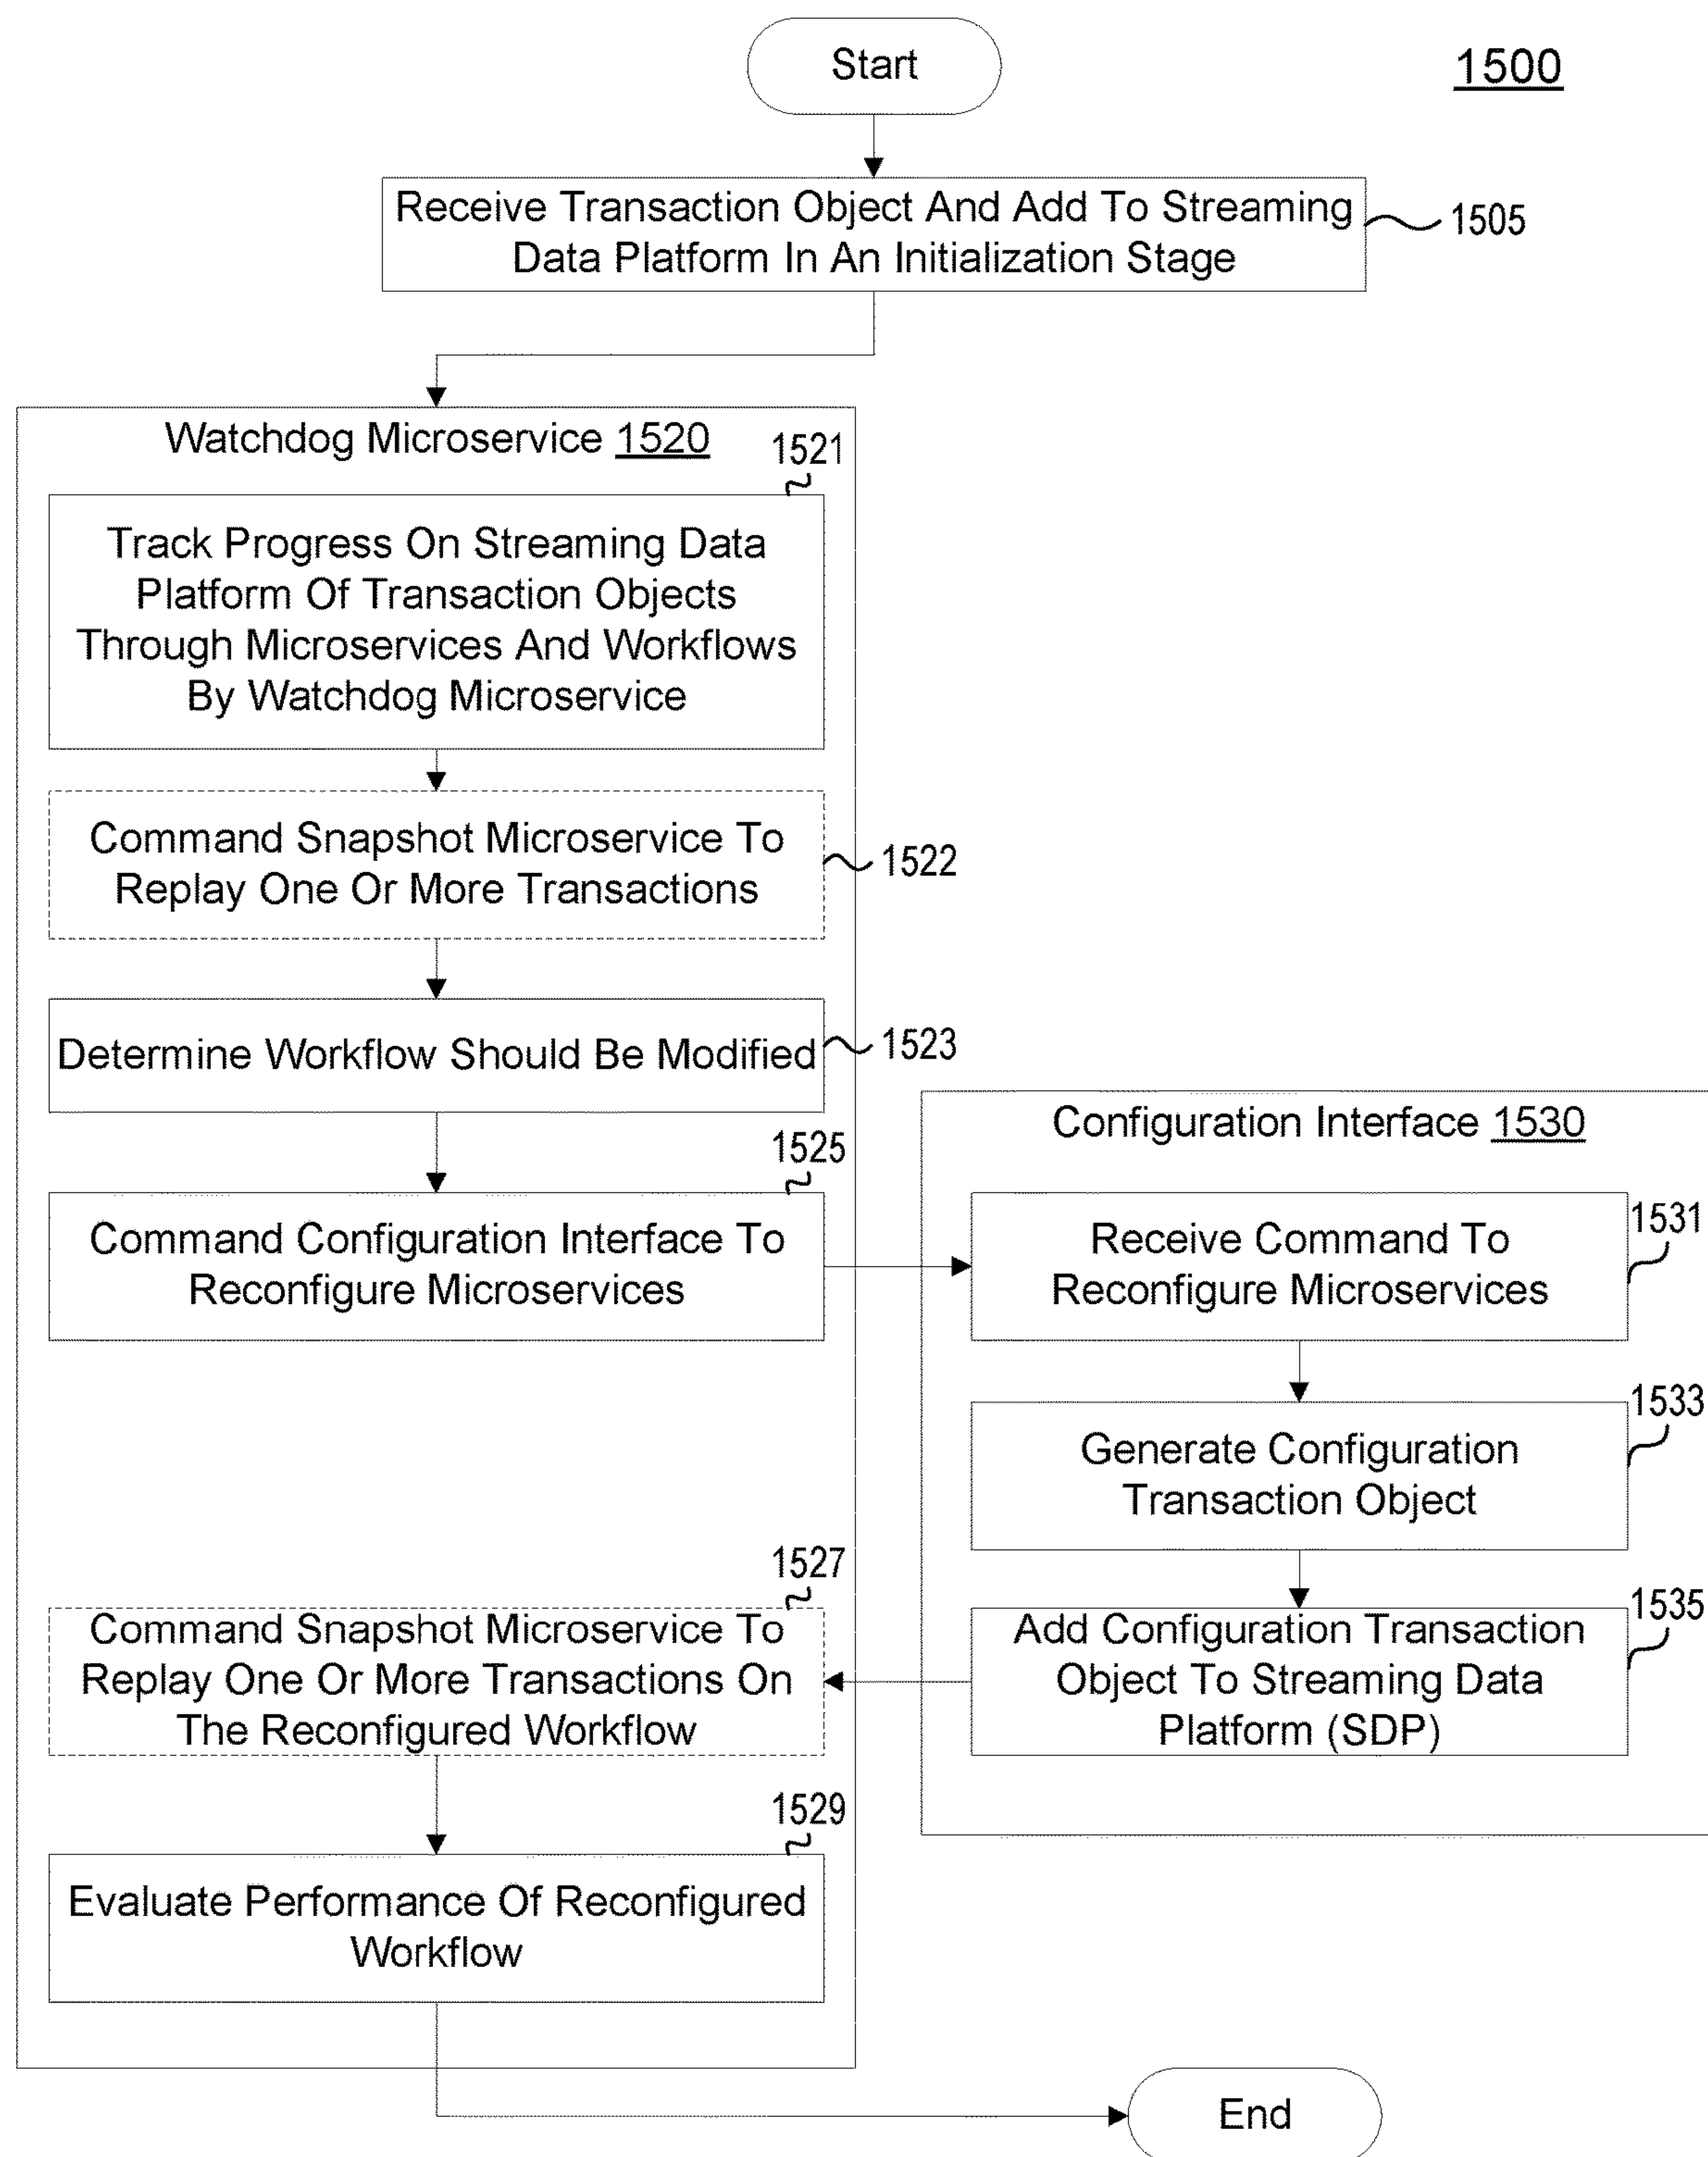 Start
1500
Receive Transaction Object And Add To Streaming
Data Platform In An Initialization Stage
1505
Watchdog Microservice 1520
1521
Track Progress On Streaming Data
Platform Of Transaction Objects
Through Microservices And Workflows
By Watchdog Microservice
Command Snapshot Microservice To
Replay One Or More Transactions
1522
Determine Workflow Should Be Modified
1523
1525
Command Configuration Interface To
Reconfigure Microservices
Configuration Interface 1530
Receive Command To
Reconfigure Microservices
1531
Generate Configuration
Transaction Object
1533
Add Configuration Transaction
Object To Streaming Data
Platform (SDP)
1535
1527
Command Snapshot Microservice To
Replay One Or More Transactions On
The Reconfigured Workflow
1529
Evaluate Performance Of Reconfigured
Workflow
End